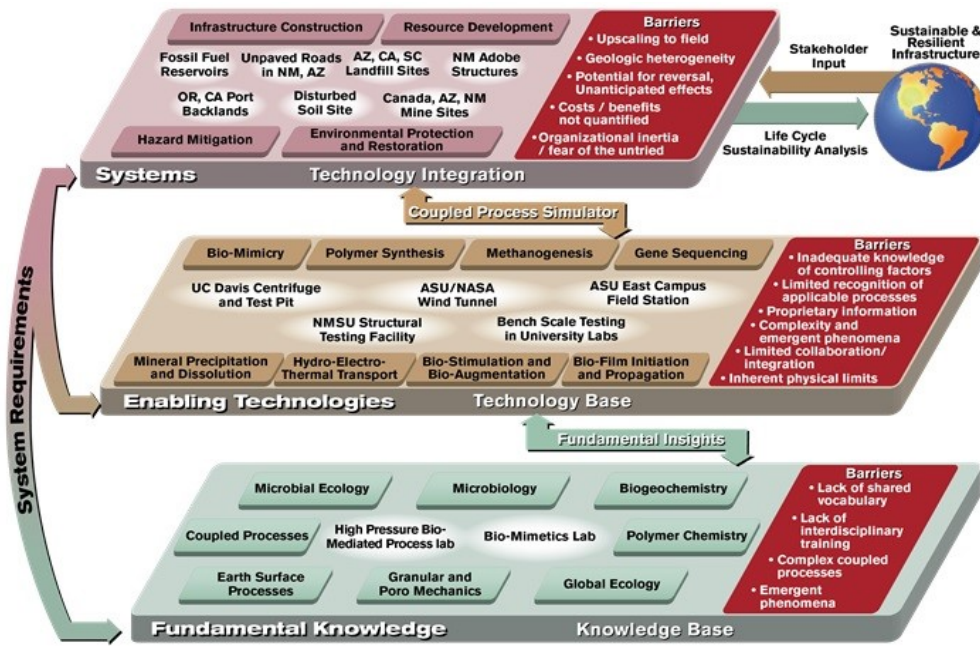 Infrastructure Construction
Resource Development
Fossil Fuel
Reservoirs
Unpaved Roads
in NM, AZ
AZ, CA, SC
Landfill Sites
NM Adobe
Structures
OR, CA Port
Backlands
Disturbed
Soil Site
Canada, AZ, NM
Mine Sites
Hazard Mitigation
Environmental Protection
and Restoration
Barriers
• Upscaling to field
• Geologic heterogeneity
• Potential for reversal,
Unanticipated effects
• Costs / benefits
not quantified
• Organizational inertia
/ fear of the untried
Systems
Technology Integration
Stakeholder
Input
Sustainable &
Resilient
Infrastructure
Life Cycle
Sustainability Analysis
Coupled Process Simulator
System Requirements
Bio-Mimicry
Polymer Synthesis
Methanogenesis
Gene Sequencing
UC Davis Centrifuge
and Test Pit
ASU/NASA
Wind Tunnel
ASU East Campus
Field Station
NMSU Structural
Testing Facility
Bench Scale Testing
in University Labs
Mineral Precipitation
and Dissolution
Hydro-Electro-
Thermal Transport
Bio-Stimulation and
Bio-Augmentation
Bio-Film Initiation
and Propagation
Barriers
• Inadequate knowledge
of controlling factors
• Limited recognition of
applicable processes
• Proprietary information
• Complexity and
emergent phenomena
• Limited collaboration/
integration
• Inherent physical limits
Enabling Technologies
Technology Base
Fundamental Insights
Microbial Ecology
Microbiology
Biogeochemistry
Coupled Processes
High Pressure Bio-
Mediated Process lab
Bio-Mimetics Lab
Polymer Chemistry
Earth Surface
Processes
Granular and
Poro Mechanics
Global Ecology
Barriers
• Lack of shared
vocabulary
• Lack of
interdisciplinary
training
• Complex coupled
processes
• Emergent
phenomena
Fundamental Knowledge
Knowledge Base